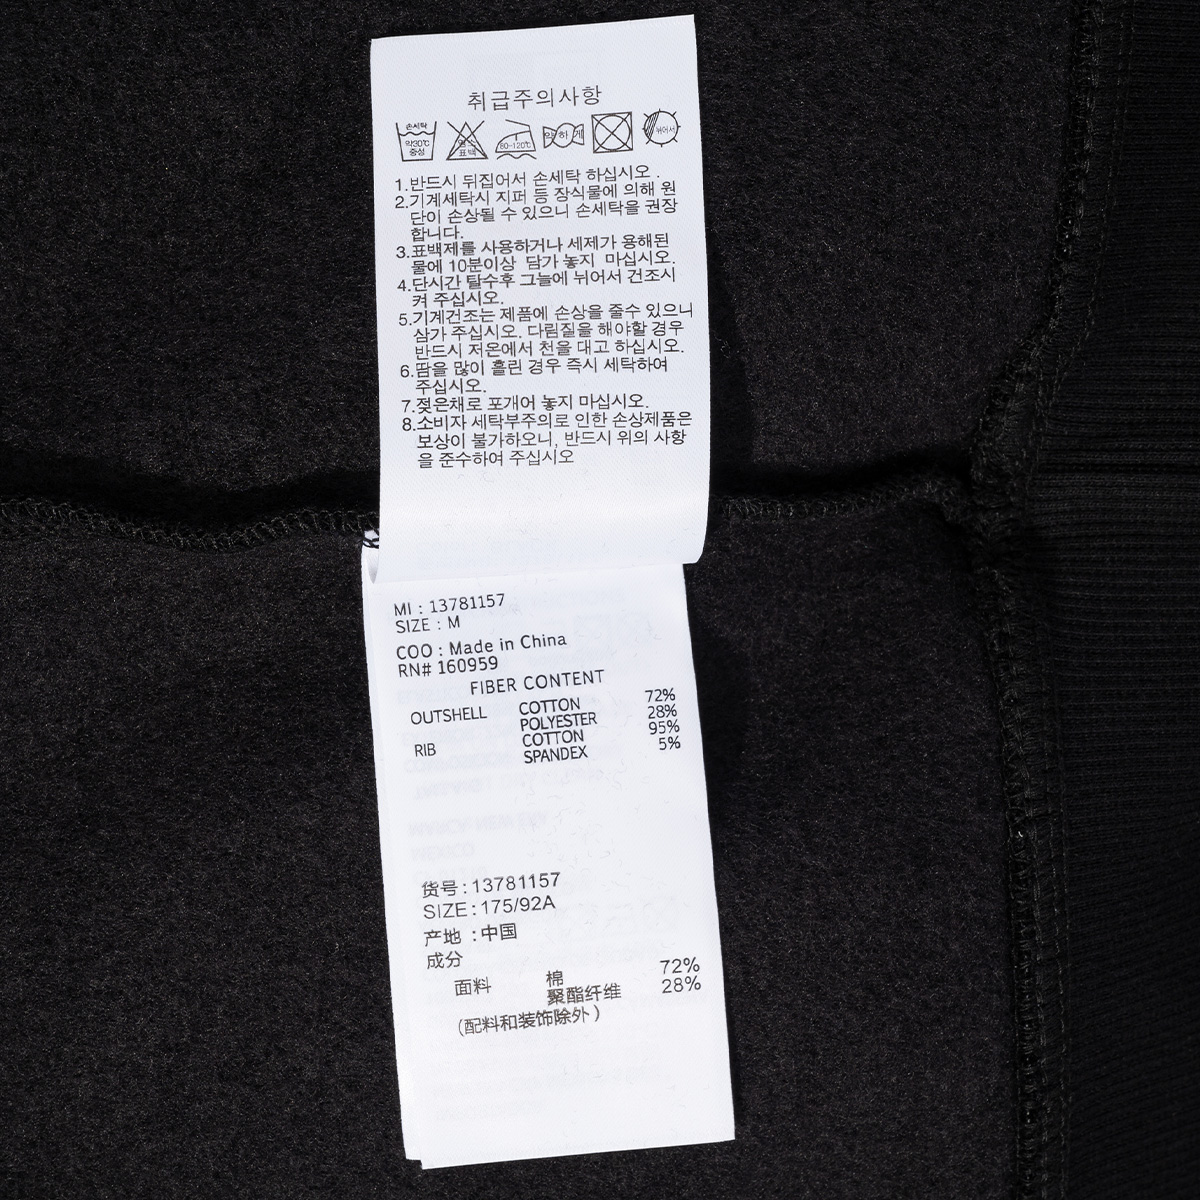 취급주의사항
손세탁
약30℃
중성
염소
표백
80-120℃
약하게
뉘어서
1.반드시 뒤집어서 손세탁 하십시오 .
2.기계세탁시 지퍼 등 장식물에 의해 원
단이 손상될 수 있으니 손세탁을 권장
합니다.
3.표백제를 사용하거나 세제가 용해된
물에 10분이상 담가 놓지 마십시오.
4.단시간 탈수후 그늘에 뉘어서 건조시
켜 주십시오.
5.기계건조는 제품에 손상을 줄수 있으니
삼가 주십시오. 다림질을 해야할 경우
반드시 저온에서 천을 대고 하십시오.
6.땀을 많이 흘린 경우 즉시 세탁하여
주십시오.
7.젖은채로 포개어 놓지 마십시오.
8.소비자 세탁부주의로 인한 손상제품은
보상이 불가하오니, 반드시 위의 사항
을 준수하여 주십시오
MI : 13781157
SIZE : M
COO : Made in China
RN# 160959
FIBER CONTENT
OUTSHELL COTTON 72%
POLYESTER 28%
RIB COTTON 95%
SPANDEX 5%
货号:13781157
SIZE:175/92A
产地 :中国
成分
面料 棉 72%
聚酯纤维 28%
(配料和装饰除外)